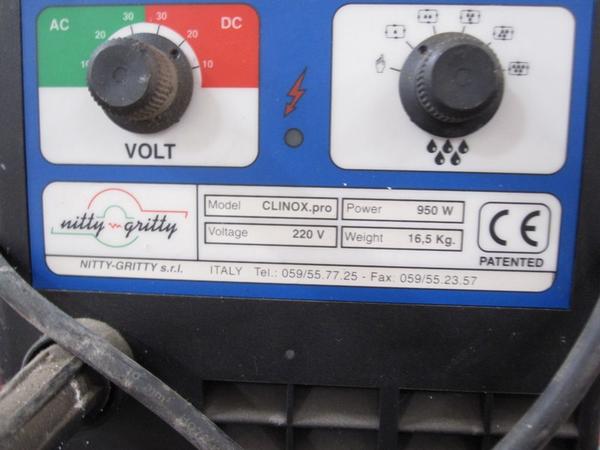 AC 30 30 DC
20 20
10 10
VOLT
nitty gritty
Model CLINOX.pro Power 950 W
Voltage 220 V Weight 16,5 Kg.
CE
PATENTED
NITTY-GRITTY s.r.l. ITALY Tel.: 059/55.77.25 - Fax: 059/55.23.57